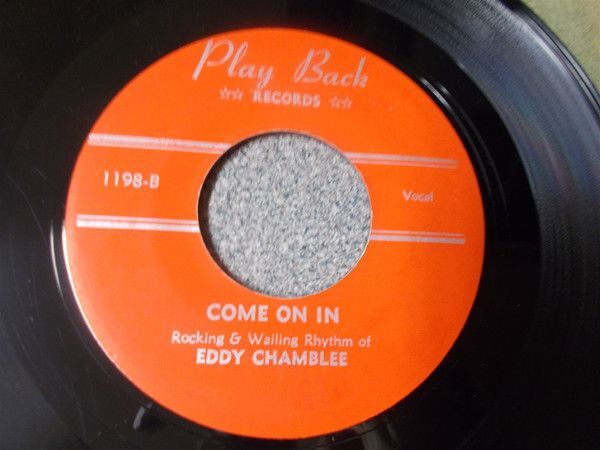 Play Back
☆☆ RECORDS ☆☆
1198-B
Vocal
COME ON IN
Rocking & Wailing Rhythm of
EDDY CHAMBLEE